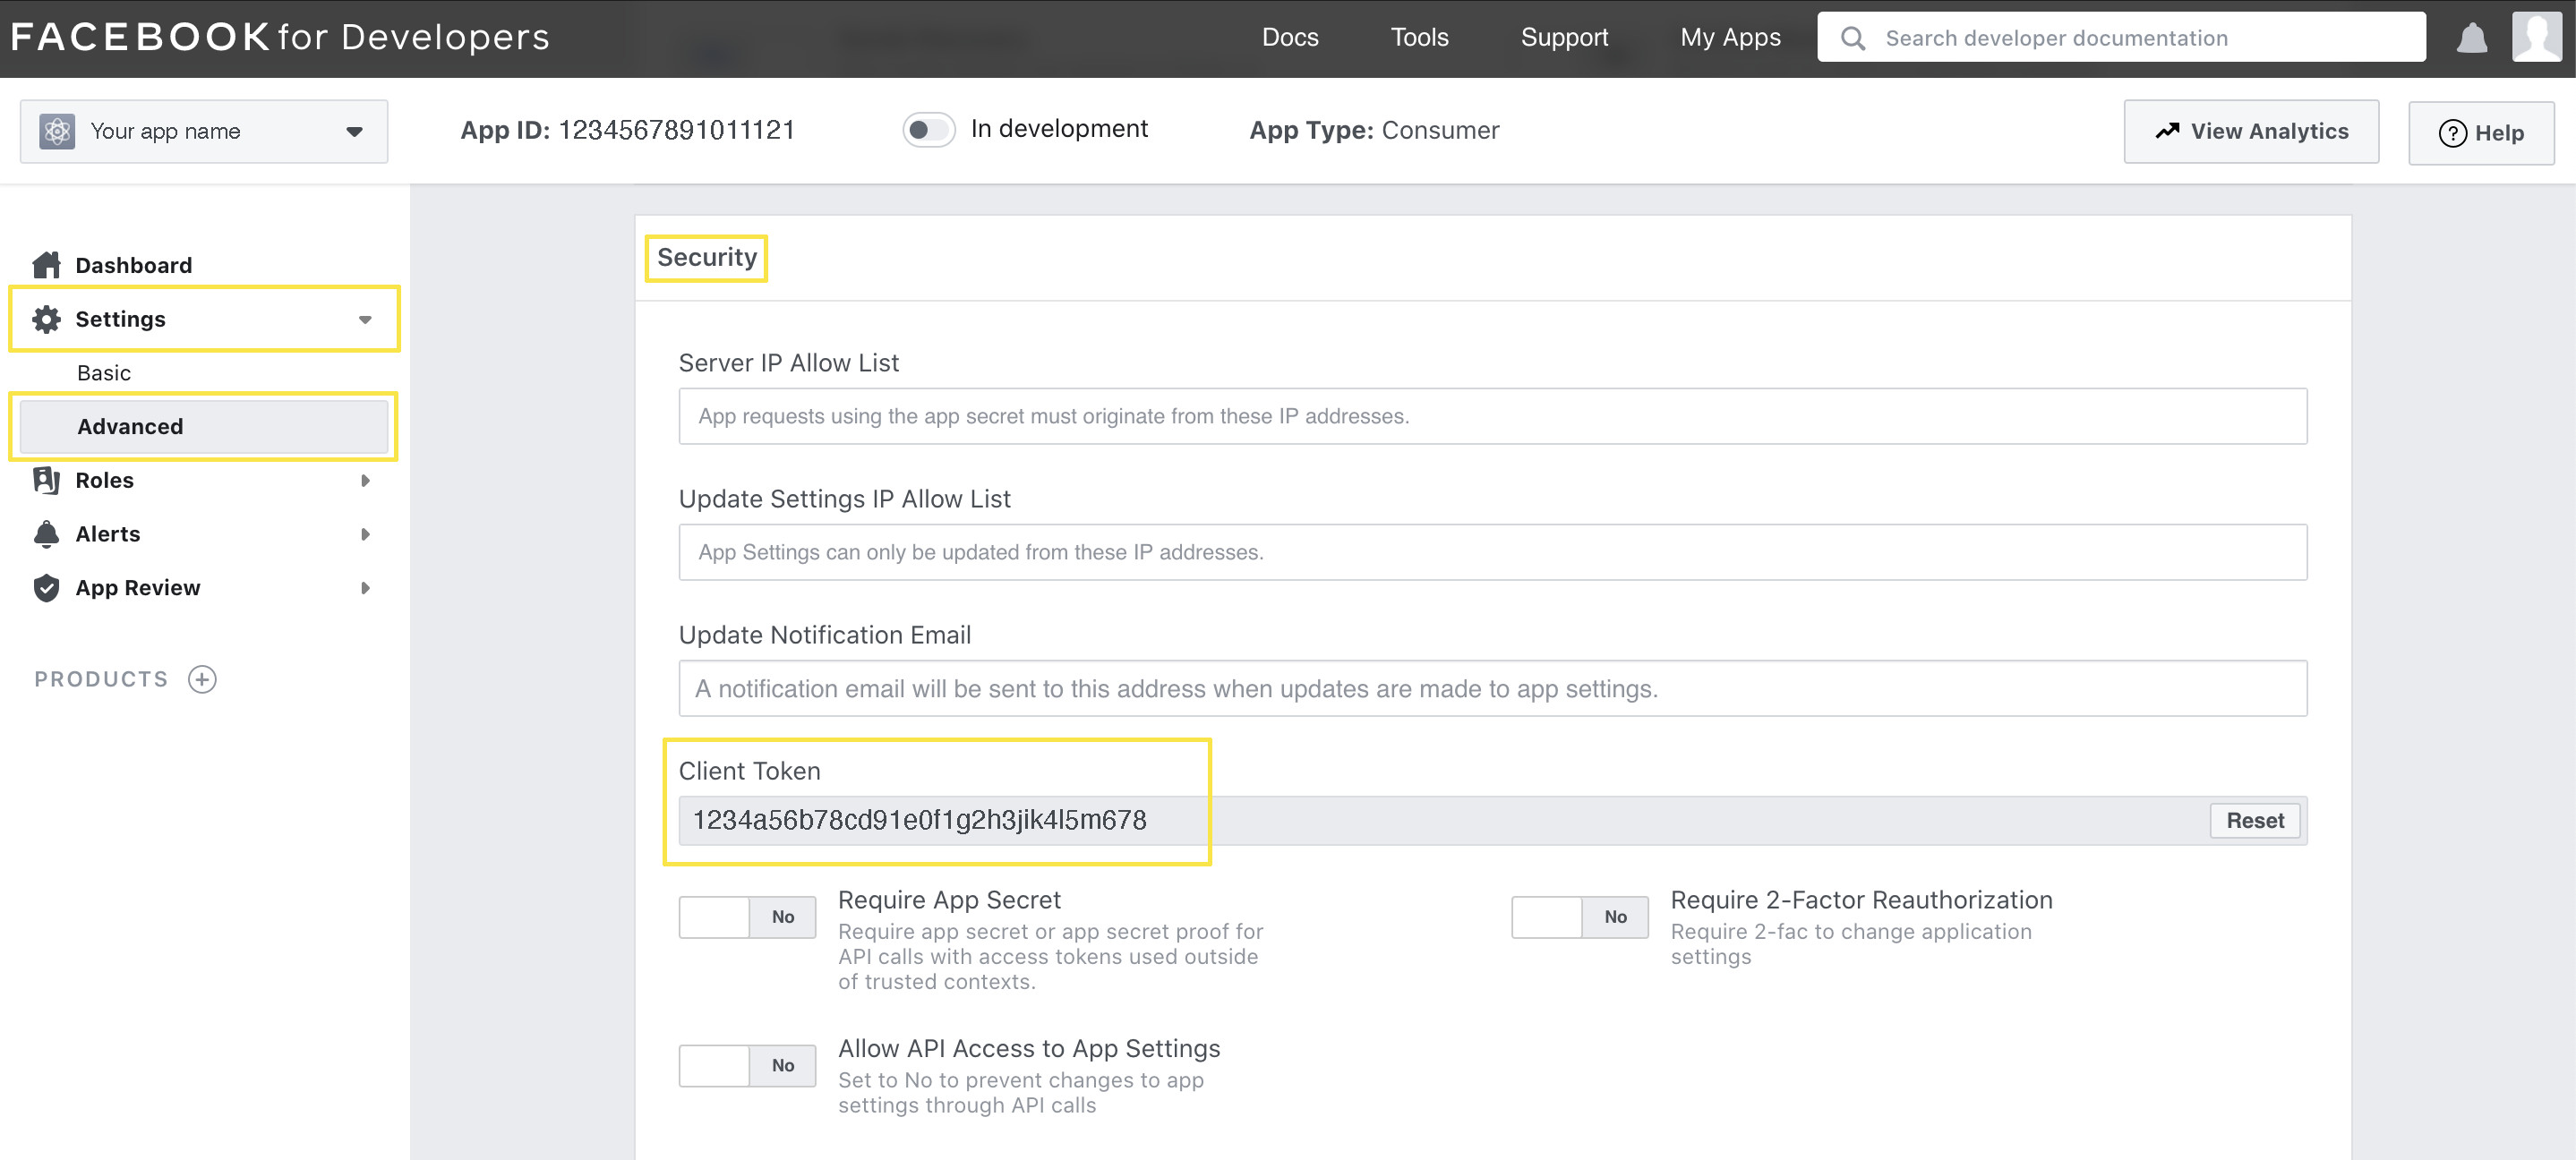 FACEBOOK for Developers
Docs
Tools
Support
My Apps
Search developer documentation
Your app name
App ID: 1234567891011121
In development
App Type: Consumer
View Analytics
Help
Dashboard
Settings
Basic
Advanced
Roles
Alerts
App Review
PRODUCTS
Security
Server IP Allow List
App requests using the app secret must originate from these IP addresses.
Update Settings IP Allow List
App Settings can only be updated from these IP addresses.
Update Notification Email
A notification email will be sent to this address when updates are made to app settings.
Client Token
1234a56b78cd91e0f1g2h3jik4l5m678
Reset
No
Require App Secret
Require app secret or app secret proof for
API calls with access tokens used outside
of trusted contexts.
No
Require 2-Factor Reauthorization
Require 2-fac to change application
settings
No
Allow API Access to App Settings
Set to No to prevent changes to app
settings through API calls